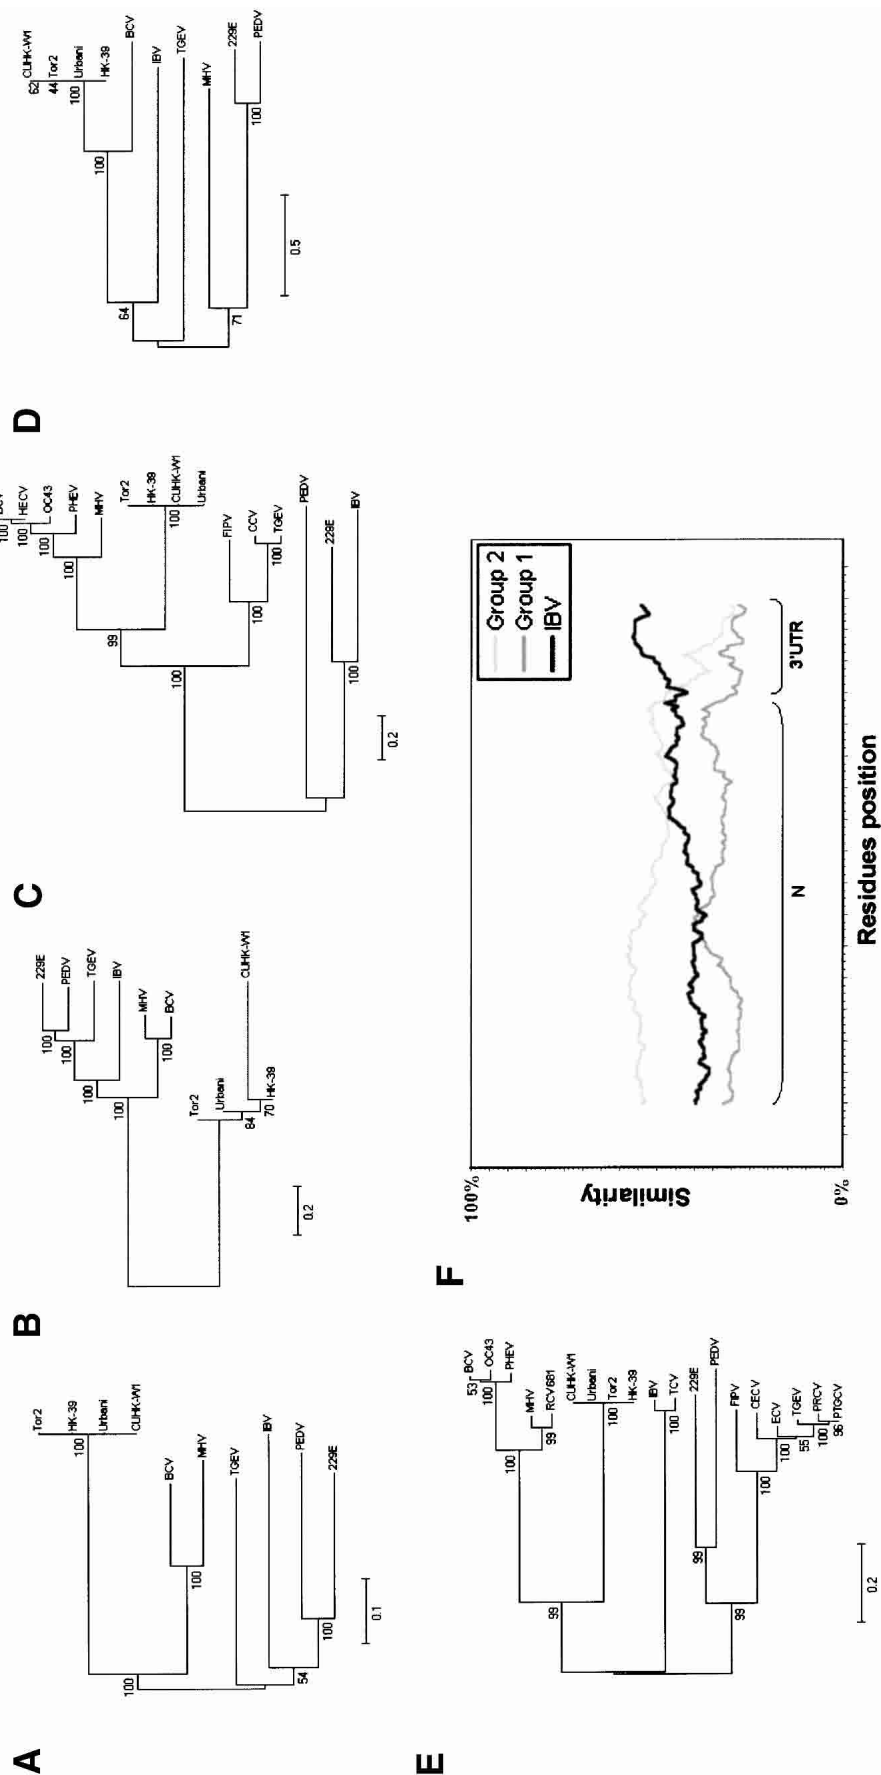 A
Tor2
HK-39
Urbani
CUHK-W1
100
100
BCV
MHV
100
TGEV
IBV
PEDV
229E
54
100
0.1
B
229E
PEDV
TGEV
IBV
MHV
BCV
100
100
100
100
100
Tor2
Urbani
CUHK-W1
HK-39
84
70
0.2
C
HECV
OC43
PHEV
MHV
100
100
100
100
99
Tor2
HK-39
CUHK-W1
Urbani
100
100
FIPV
CCV
TGEV
100
100
PEDV
229E
IBV
100
0.2
D
CUHK-W1
Tor2
Urbani
HK-39
62
44
100
BCV
100
IBV
64
TGEV
MHV
71
229E
PEDV
100
0.5
E
BCV
OC43
PHEV
53
100
MHV
RCV681
99
100
CUHK-W1
Urbani
Tor2
HK-39
100
99
IBV
TCV
100
229E
PEDV
99
FIPV
CECV
ECV
TGEV
PRCV
PTGCV
99
100
100
55
100
96
0.2
F
100%
Similarity
0%
Group 2
Group 1
IBV
N
3'UTR
Residues position